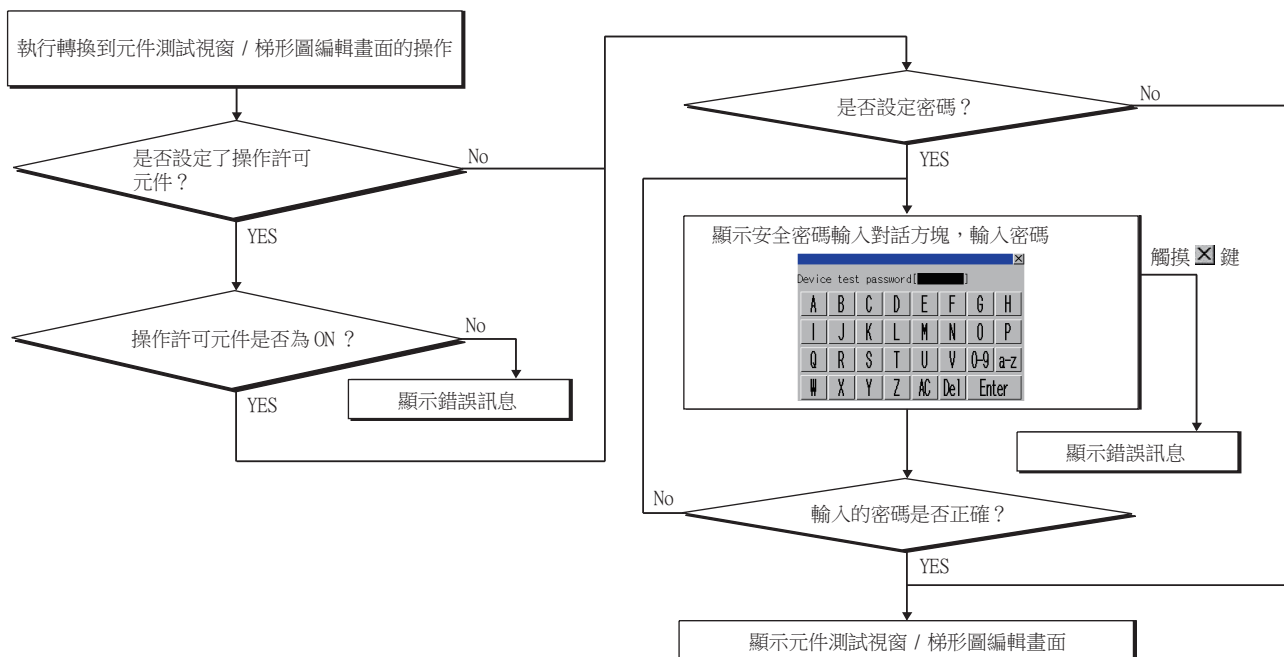 執行轉換到元件測試視窗 / 梯形圖編輯畫面的操作
是否設定了操作許可
元件？
No
YES
操作許可元件是否為 ON ？
No
顯示錯誤訊息
YES
是否設定密碼？
No
YES
顯示安全密碼輸入對話方塊，輸入密碼
Device test password[ ]
A B C D E F G H
I J K L M N O P
Q R S T U V 0-9 a-z
W X Y Z AC Del Enter
觸摸 X 鍵
顯示錯誤訊息
No
輸入的密碼是否正確？
YES
顯示元件測試視窗 / 梯形圖編輯畫面